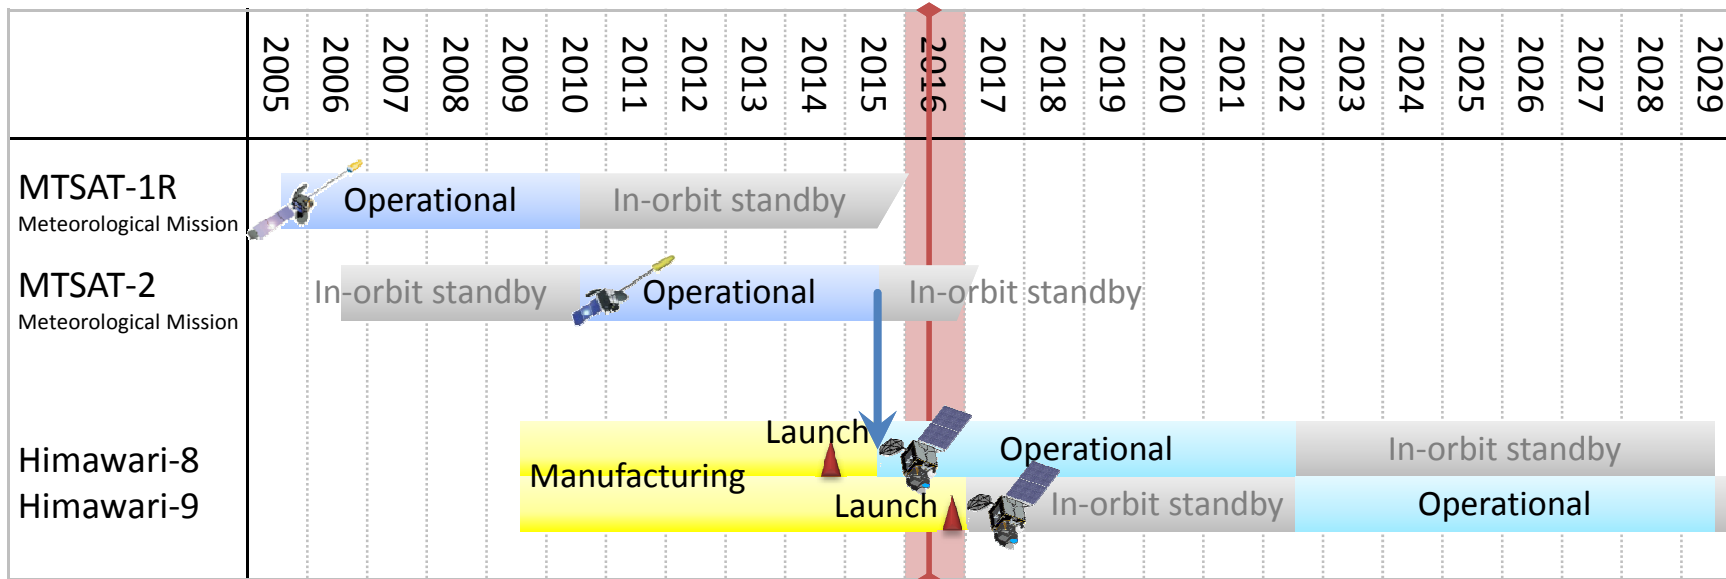 2005 2006 2007 2008 2009 2010 2011 2012 2013 2014 2015 2016 2017 2018 2019 2020 2021 2022 2023 2024 2025 2026 2027 2028 2029
MTSAT-1R Operational In-orbit standby
Meteorological Mission
MTSAT-2 In-orbit standby Operational In-orbit standby
Meteorological Mission
Launch
Himawari-8 Operational In-orbit standby
Manufacturing
Himawari-9 Launch In-orbit standby Operational